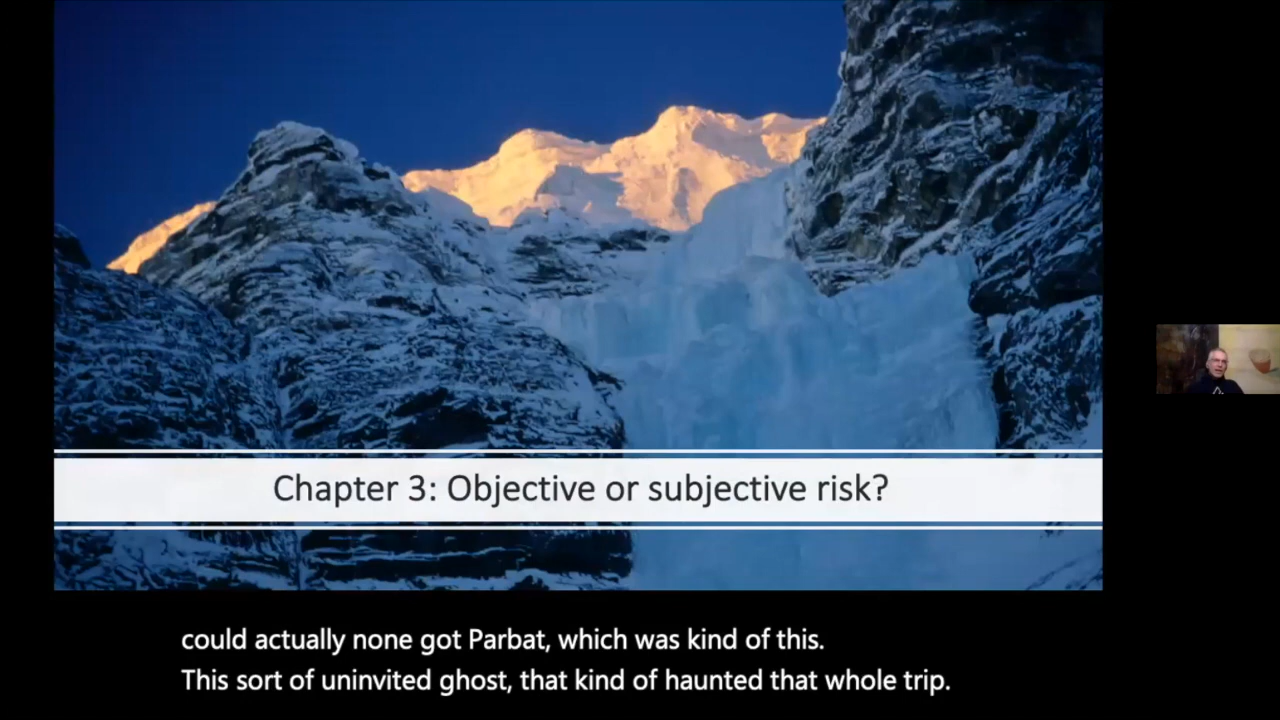 Chapter 3: Objective or subjective risk?
could actually none got Parbat, which was kind of this.
This sort of uninvited ghost, that kind of haunted that whole trip.